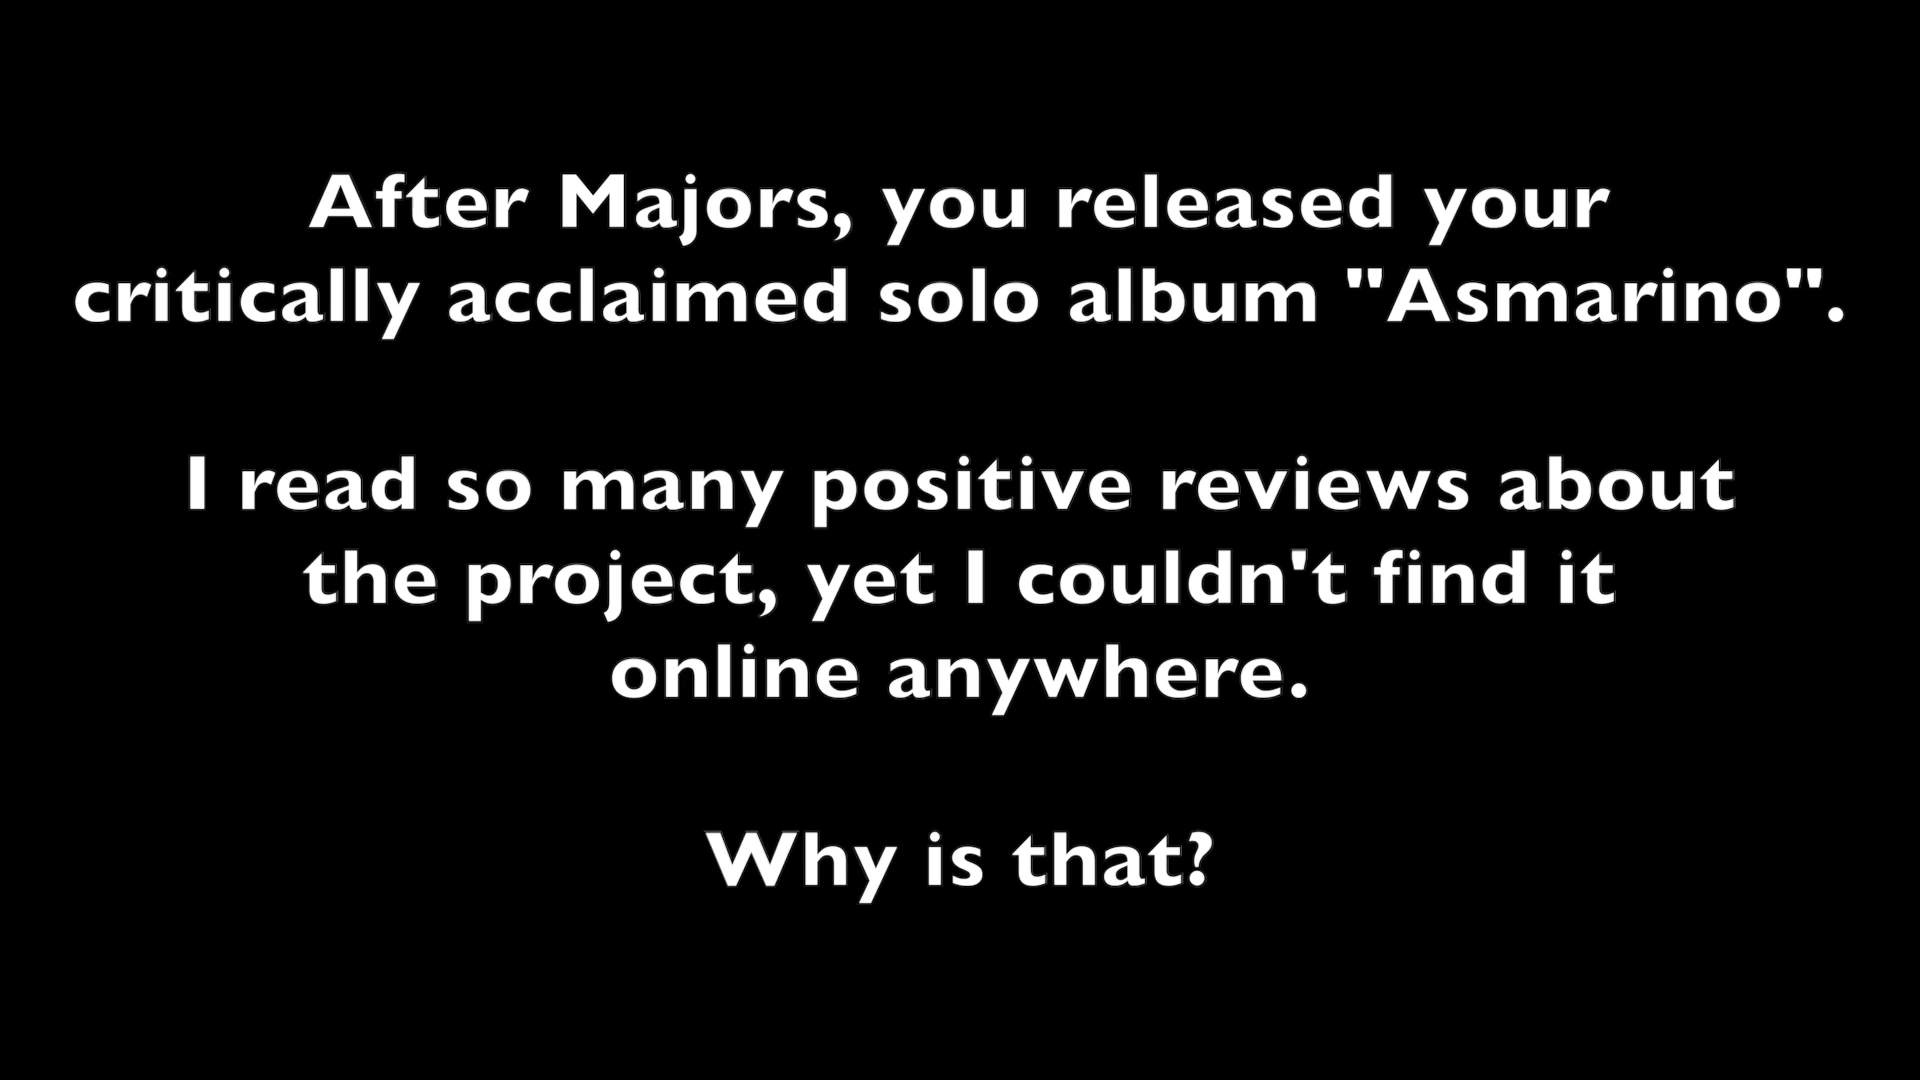 After Majors, you released your
critically acclaimed solo album "Asmarino".
I read so many positive reviews about
the project, yet I couldn't find it
online anywhere.
Why is that?